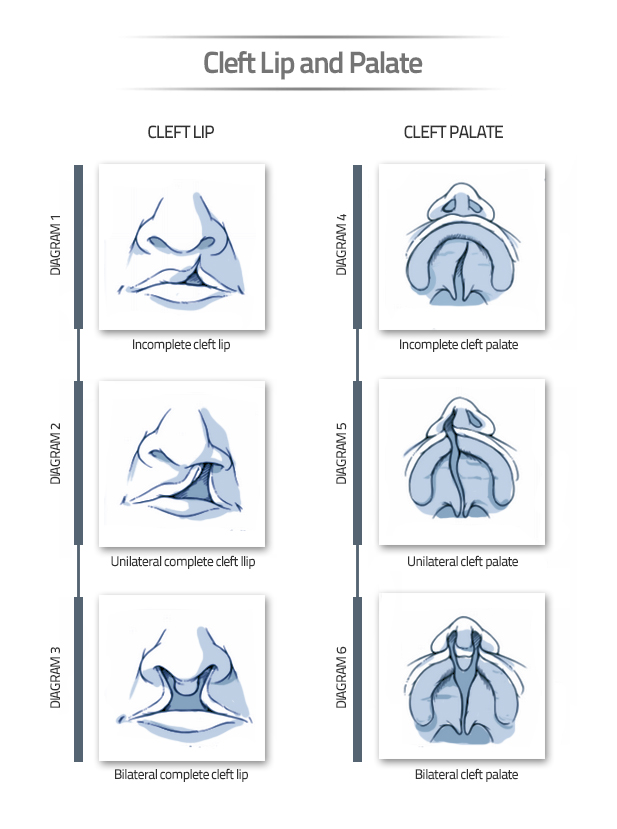 Cleft Lip and Palate
CLEFT LIP
CLEFT PALATE
DIAGRAM 1
Incomplete cleft lip
DIAGRAM 4
Incomplete cleft palate
DIAGRAM 2
Unilateral complete cleft llip
DIAGRAM 5
Unilateral cleft palate
DIAGRAM 3
Bilateral complete cleft lip
DIAGRAM 6
Bilateral cleft palate